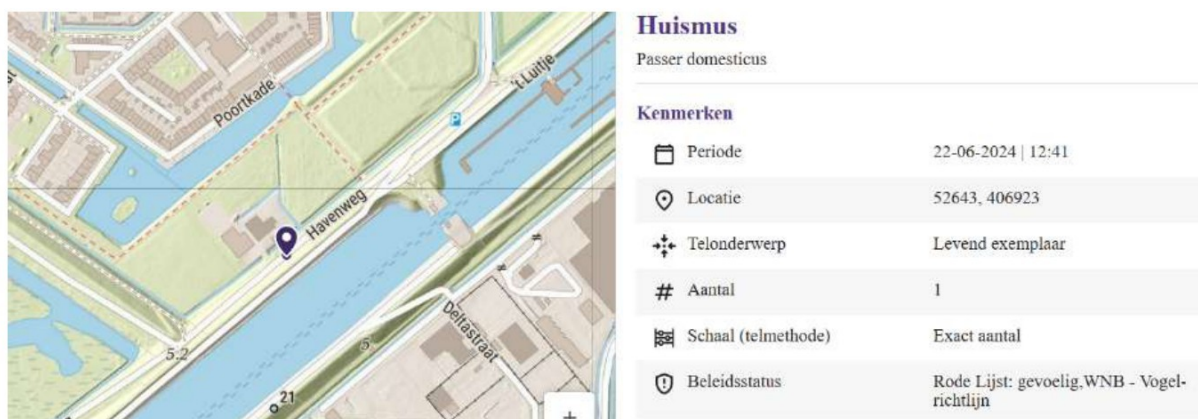 Poortkade
't Luitje
P
Havenweg
Deltastraat
5.2
5
21
+
Huismus
Passer domesticus
Kenmerken
Periode 22-06-2024 | 12:41
Locatie 52643, 406923
Telonderwerp Levend exemplaar
# Aantal 1
Schaal (telmethode) Exact aantal
Beleidsstatus Rode Lijst: gevoelig,WNB - Vogel-
richtlijn